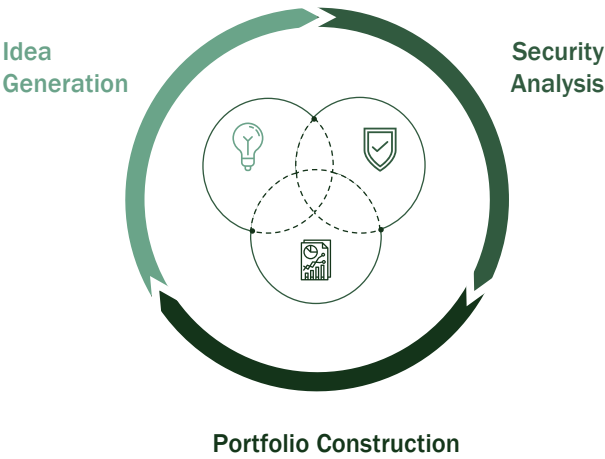 Idea
Generation
Security
Analysis
Portfolio Construction